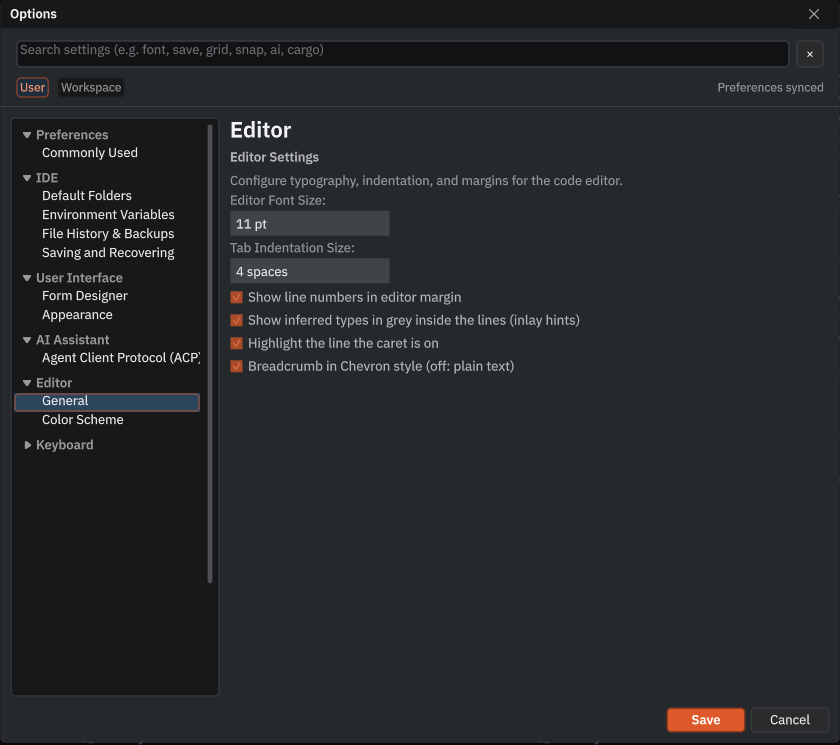 Options
Search settings (e.g. font, save, grid, snap, ai, cargo)
×
User Workspace Preferences synced
Preferences
Commonly Used
IDE
Default Folders
Environment Variables
File History & Backups
Saving and Recovering
User Interface
Form Designer
Appearance
AI Assistant
Agent Client Protocol (ACP)
Editor
General
Color Scheme
Keyboard
Editor
Editor Settings
Configure typography, indentation, and margins for the code editor.
Editor Font Size:
11 pt
Tab Indentation Size:
4 spaces
Show line numbers in editor margin
Show inferred types in grey inside the lines (inlay hints)
Highlight the line the caret is on
Breadcrumb in Chevron style (off: plain text)
Save Cancel